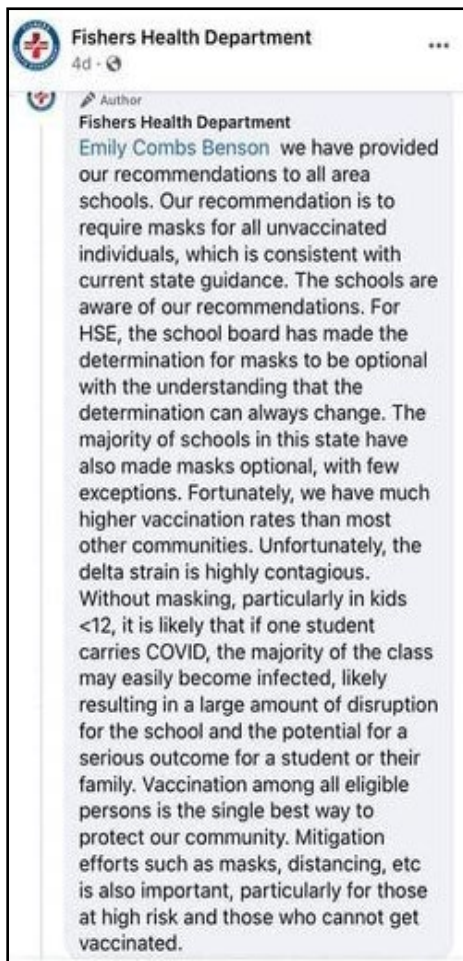 Fishers Health Department
4d
Author
Fishers Health Department
Emily Combs Benson we have provided
our recommendations to all area
schools. Our recommendation is to
require masks for all unvaccinated
individuals, which is consistent with
current state guidance. The schools are
aware of our recommendations. For
HSE, the school board has made the
determination for masks to be optional
with the understanding that the
determination can always change. The
majority of schools in this state have
also made masks optional, with few
exceptions. Fortunately, we have much
higher vaccination rates than most
other communities. Unfortunately, the
delta strain is highly contagious.
Without masking, particularly in kids
<12, it is likely that if one student
carries COVID, the majority of the class
may easily become infected, likely
resulting in a large amount of disruption
for the school and the potential for a
serious outcome for a student or their
family. Vaccination among all eligible
persons is the single best way to
protect our community. Mitigation
efforts such as masks, distancing, etc
is also important, particularly for those
at high risk and those who cannot get
vaccinated.